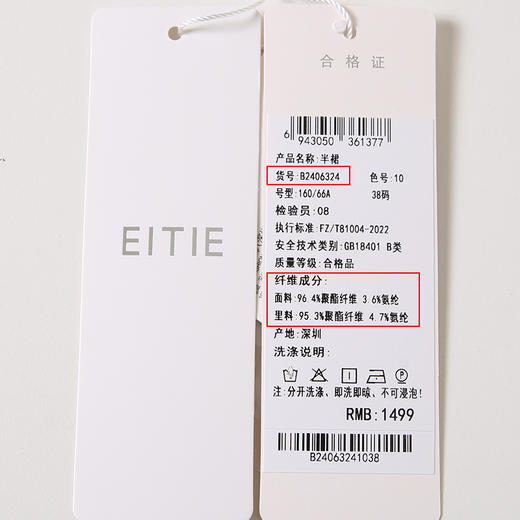 EITIE
合格证
6 943050 361377
产品名称:半裙
货号:B2406324 色号:10
号型:160/66A 38码
检验员:08
执行标准:FZ/T81004-2022
安全技术类别:GB18401 B类
质量等级:合格品
纤维成分:
面料:96.4%聚酯纤维 3.6%氨纶
里料:95.3%聚酯纤维 4.7%氨纶
产地:深圳
洗涤说明:
P
注:分开洗涤、即洗即晾、不可浸泡!
RMB:1499
B24063241038